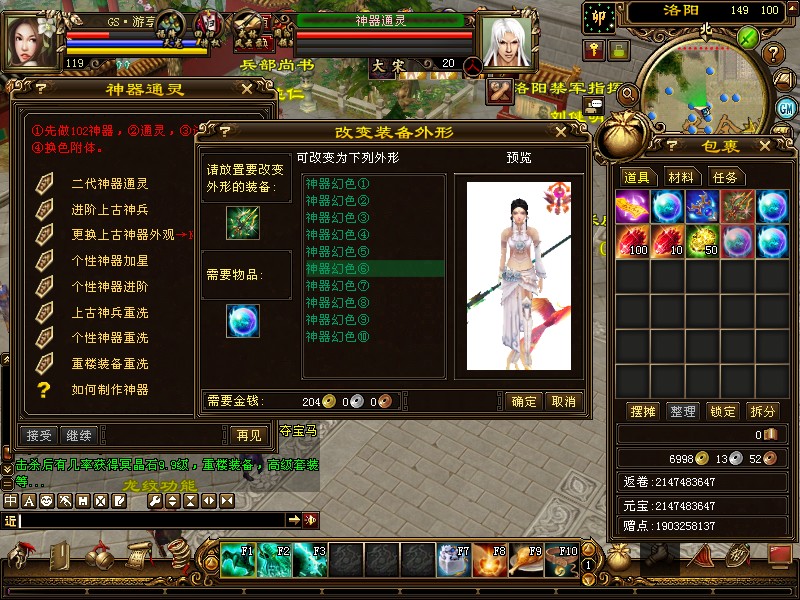 GS·游亨
119
神器通灵
大宋
20
洛阳
149 100
北
卯
GM
兵部尚书
洛阳禁军指挥
神器通灵
①先做102神器，②通灵，③
④换色附体。
二代神器通灵
进阶上古神兵
更换上古神器外观→
个性神器加星
个性神器进阶
上古神兵重洗
个性神器重洗
重楼装备重洗
如何制作神器
接受
继续
再见
夺宝马
改变装备外形
请放置要改变
外形的装备:
需要物品:
可改变为下列外形
神器幻色①
神器幻色②
神器幻色③
神器幻色④
神器幻色⑤
神器幻色⑥
神器幻色⑦
神器幻色⑧
神器幻色⑨
神器幻色⑩
预览
需要金钱:
204 0 0
确定
取消
包裹
道具
材料
任务
100
10
50
摆摊
整理
锁定
拆分
0
6998 13 52
返卷:2147483647
元宝:2147483647
赠点:1903258137
击杀后有几率获得冥晶石9.9级，重楼装备，高级套装
等...
龙纹功能
中
A
近
F1
F2
F3
F7
F8
F9
F10
1